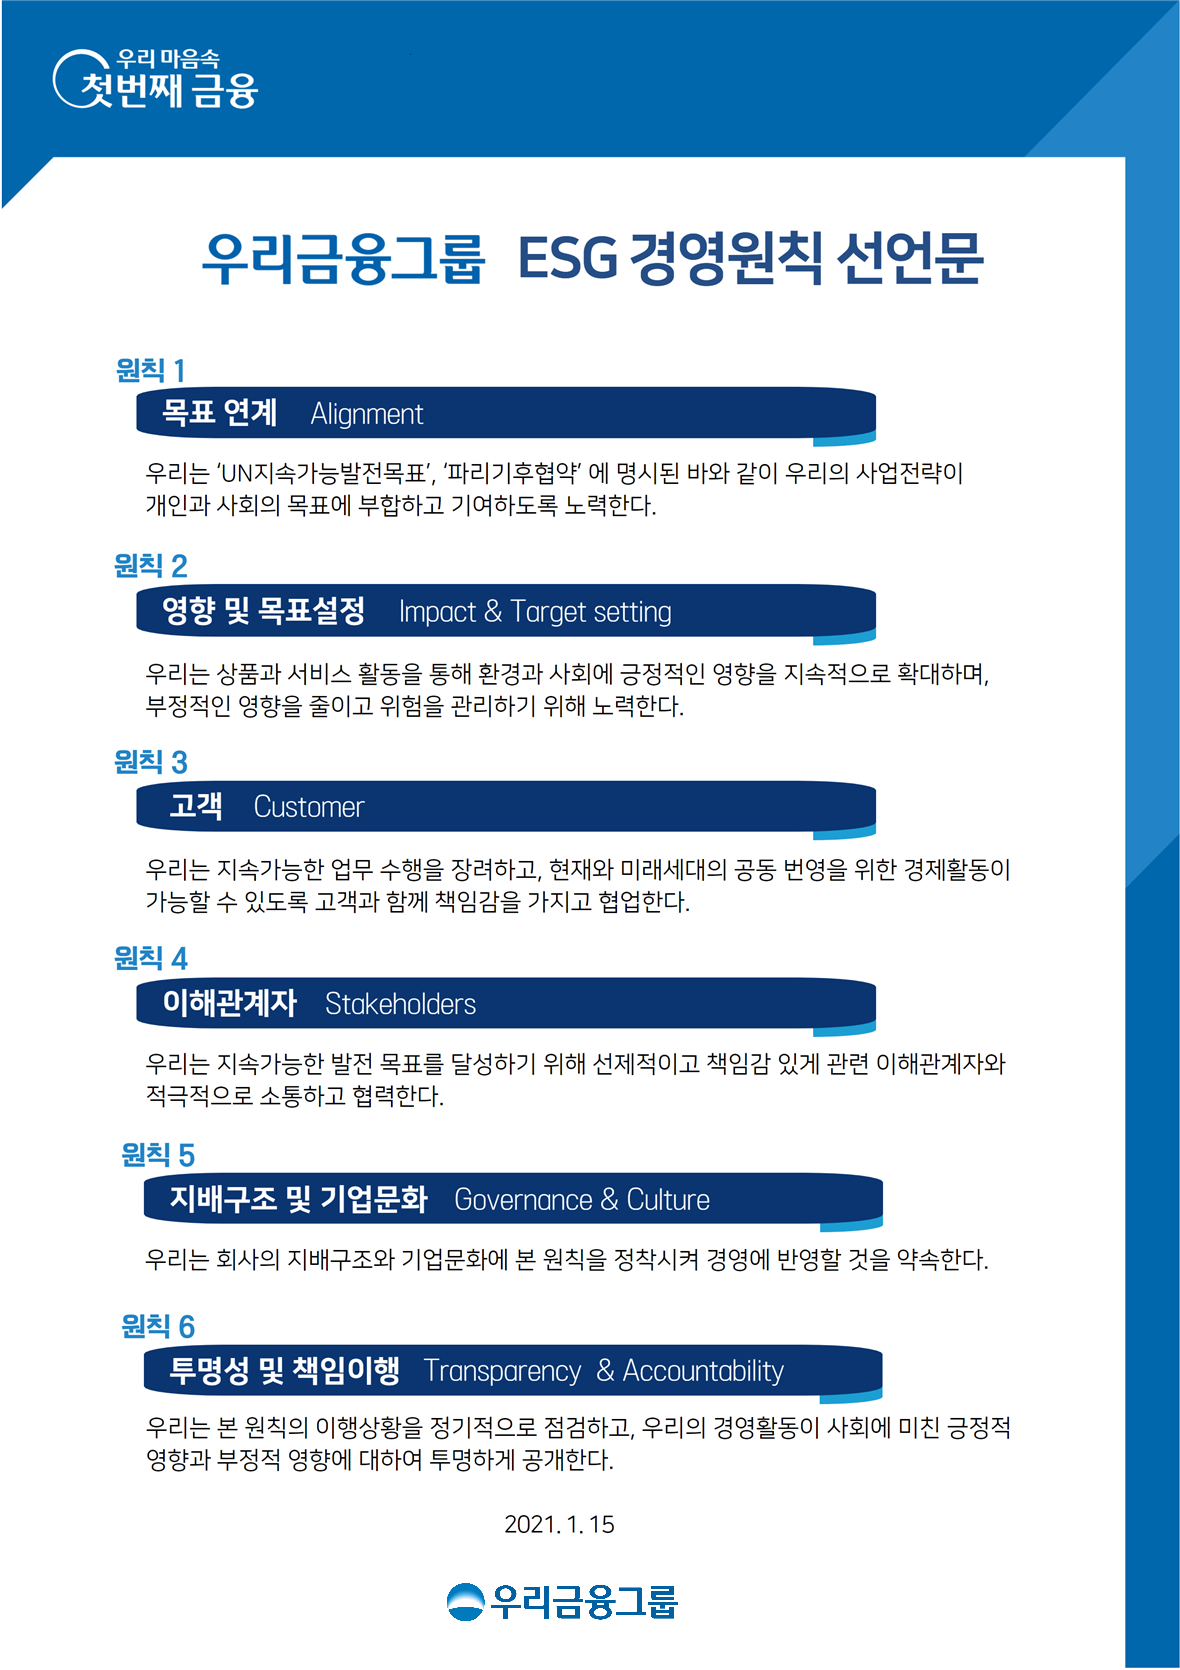 우리 마음속
첫번째 금융
우리금융그룹 ESG 경영원칙 선언문
원칙 1
목표 연계 Alignment
우리는 ‘UN지속가능발전목표’, ‘파리기후협약’ 에 명시된 바와 같이 우리의 사업전략이
개인과 사회의 목표에 부합하고 기여하도록 노력한다.
원칙 2
영향 및 목표설정 Impact & Target setting
우리는 상품과 서비스 활동을 통해 환경과 사회에 긍정적인 영향을 지속적으로 확대하며,
부정적인 영향을 줄이고 위험을 관리하기 위해 노력한다.
원칙 3
고객 Customer
우리는 지속가능한 업무 수행을 장려하고, 현재와 미래세대의 공동 번영을 위한 경제활동이
가능할 수 있도록 고객과 함께 책임감을 가지고 협업한다.
원칙 4
이해관계자 Stakeholders
우리는 지속가능한 발전 목표를 달성하기 위해 선제적이고 책임감 있게 관련 이해관계자와
적극적으로 소통하고 협력한다.
원칙 5
지배구조 및 기업문화 Governance & Culture
우리는 회사의 지배구조와 기업문화에 본 원칙을 정착시켜 경영에 반영할 것을 약속한다.
원칙 6
투명성 및 책임이행 Transparency & Accountability
우리는 본 원칙의 이행상황을 정기적으로 점검하고, 우리의 경영활동이 사회에 미친 긍정적
영향과 부정적 영향에 대하여 투명하게 공개한다.
2021. 1. 15
우리금융그룹